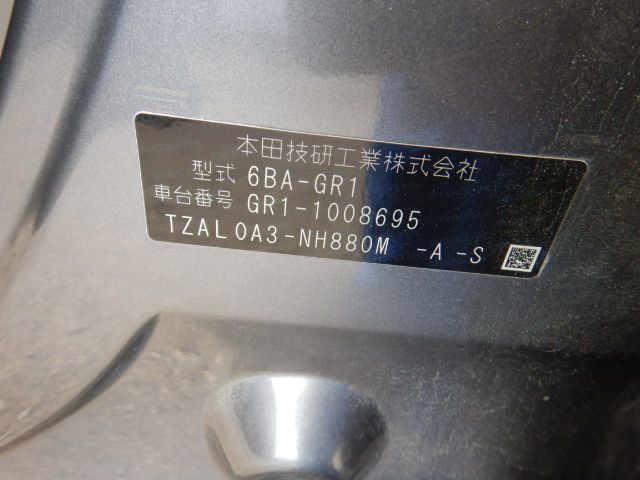 本田技研工業株式会社
型式 6BA-GR1
車台番号 GR1-1008695
TZAL0A3-NH880M -A-S